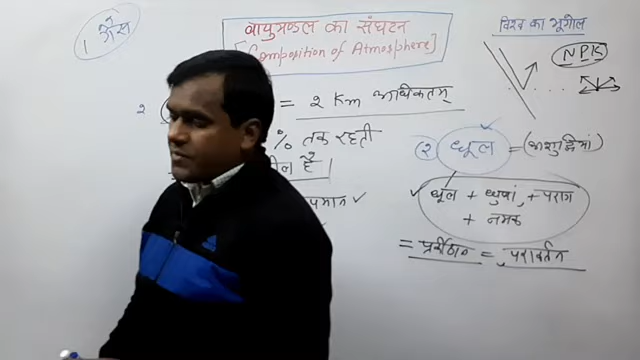 1 गैस
वायुमण्डल का संघटन
[Composition of Atmosphere]
विश्व का भूगोल
NPK
2
= 2 Km अधिकतम्
% तक रहती
है।
(2) धूल = (अशुद्धियां)
धूल + धुआं, + पराग
+ नमक
= प्रकीर्णन = परावर्तन